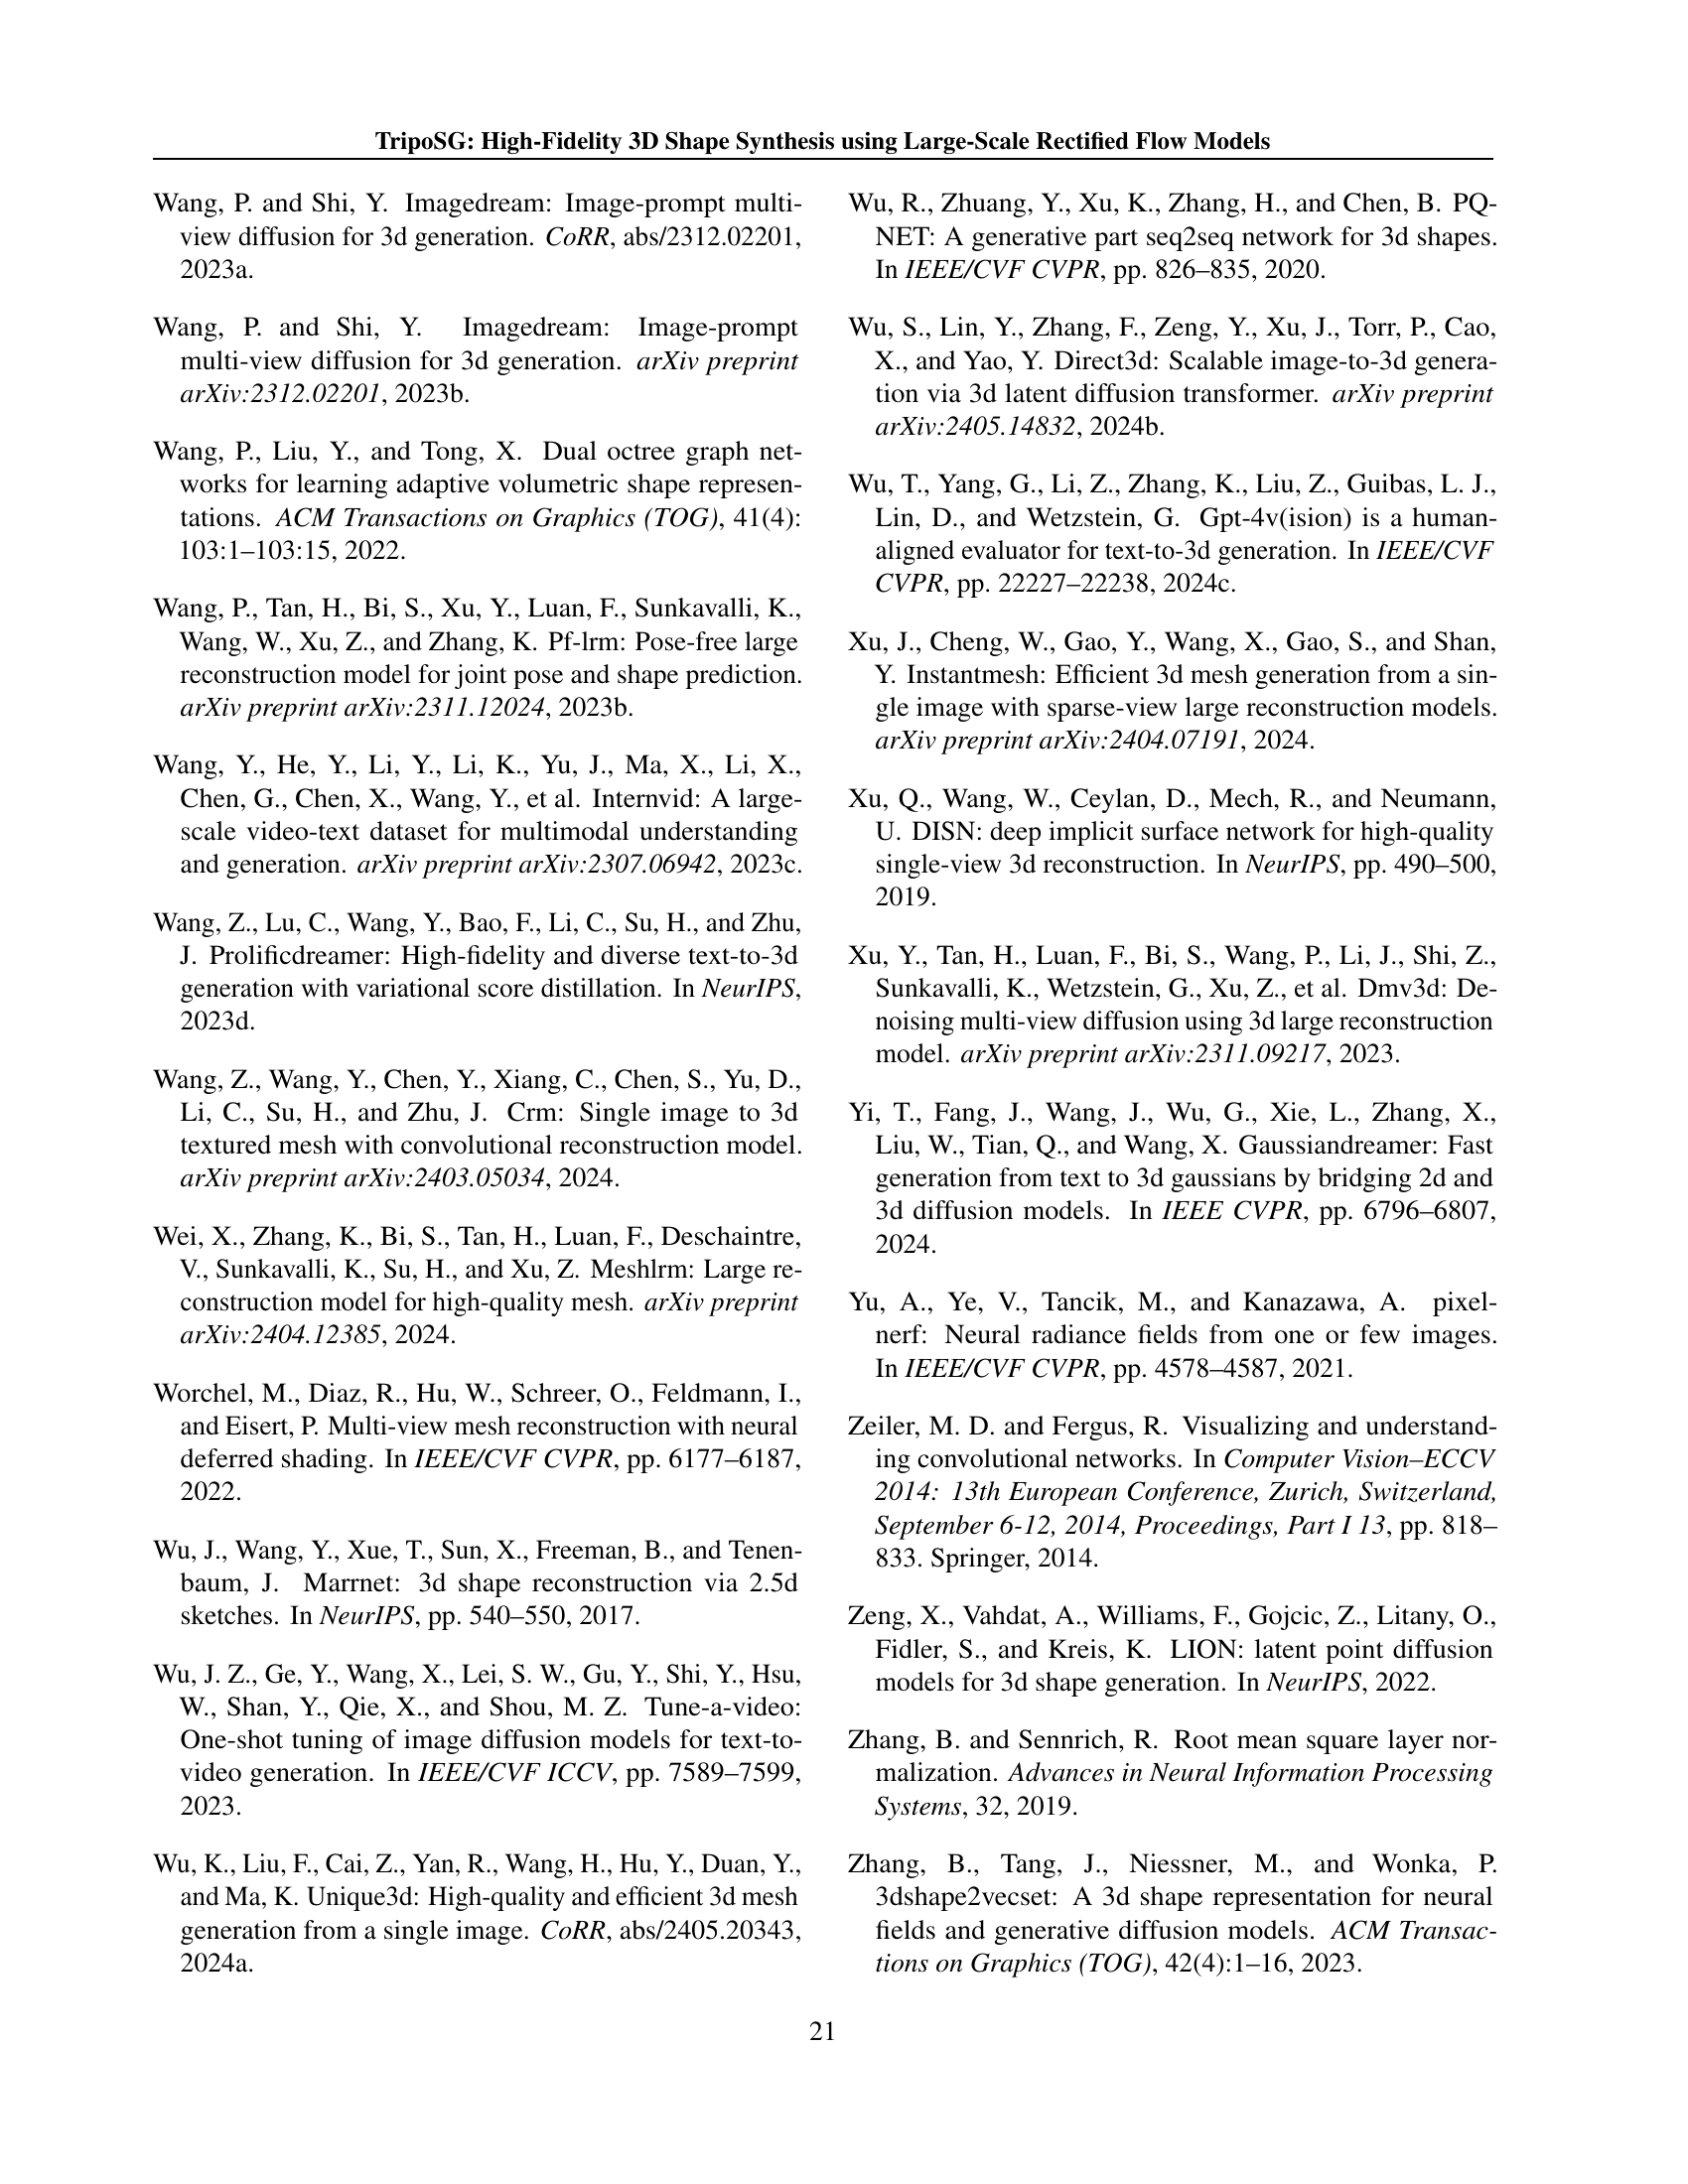 TripoSG: High-Fidelity 3D Shape Synthesis using Large-Scale Rectified Flow Models
Wang, P. and Shi, Y. Imagedream: Image-prompt multi-
view diffusion for 3d generation. CoRR, abs/2312.02201,
2023a.
Wang, P. and Shi, Y. Imagedream: Image-prompt
multi-view diffusion for 3d generation. arXiv preprint
arXiv:2312.02201, 2023b.
Wang, P., Liu, Y., and Tong, X. Dual octree graph net-
works for learning adaptive volumetric shape represen-
tations. ACM Transactions on Graphics (TOG), 41(4):
103:1–103:15, 2022.
Wang, P., Tan, H., Bi, S., Xu, Y., Luan, F., Sunkavalli, K.,
Wang, W., Xu, Z., and Zhang, K. Pf-lrm: Pose-free large
reconstruction model for joint pose and shape prediction.
arXiv preprint arXiv:2311.12024, 2023b.
Wang, Y., He, Y., Li, Y., Li, K., Yu, J., Ma, X., Li, X.,
Chen, G., Chen, X., Wang, Y., et al. Internvid: A large-
scale video-text dataset for multimodal understanding
and generation. arXiv preprint arXiv:2307.06942, 2023c.
Wang, Z., Lu, C., Wang, Y., Bao, F., Li, C., Su, H., and Zhu,
J. Prolificdreamer: High-fidelity and diverse text-to-3d
generation with variational score distillation. In NeurIPS,
2023d.
Wang, Z., Wang, Y., Chen, Y., Xiang, C., Chen, S., Yu, D.,
Li, C., Su, H., and Zhu, J. Crm: Single image to 3d
textured mesh with convolutional reconstruction model.
arXiv preprint arXiv:2403.05034, 2024.
Wei, X., Zhang, K., Bi, S., Tan, H., Luan, F., Deschaintre,
V., Sunkavalli, K., Su, H., and Xu, Z. Meshlrm: Large re-
construction model for high-quality mesh. arXiv preprint
arXiv:2404.12385, 2024.
Worchel, M., Diaz, R., Hu, W., Schreer, O., Feldmann, I.,
and Eisert, P. Multi-view mesh reconstruction with neural
deferred shading. In IEEE/CVF CVPR, pp. 6177–6187,
2022.
Wu, J., Wang, Y., Xue, T., Sun, X., Freeman, B., and Tenen-
baum, J. Marrnet: 3d shape reconstruction via 2.5d
sketches. In NeurIPS, pp. 540–550, 2017.
Wu, J. Z., Ge, Y., Wang, X., Lei, S. W., Gu, Y., Shi, Y., Hsu,
W., Shan, Y., Qie, X., and Shou, M. Z. Tune-a-video:
One-shot tuning of image diffusion models for text-to-
video generation. In IEEE/CVF ICCV, pp. 7589–7599,
2023.
Wu, K., Liu, F., Cai, Z., Yan, R., Wang, H., Hu, Y., Duan, Y.,
and Ma, K. Unique3d: High-quality and efficient 3d mesh
generation from a single image. CoRR, abs/2405.20343,
2024a.
Wu, R., Zhuang, Y., Xu, K., Zhang, H., and Chen, B. PQ-
NET: A generative part seq2seq network for 3d shapes.
In IEEE/CVF CVPR, pp. 826–835, 2020.
Wu, S., Lin, Y., Zhang, F., Zeng, Y., Xu, J., Torr, P., Cao,
X., and Yao, Y. Direct3d: Scalable image-to-3d genera-
tion via 3d latent diffusion transformer. arXiv preprint
arXiv:2405.14832, 2024b.
Wu, T., Yang, G., Li, Z., Zhang, K., Liu, Z., Guibas, L. J.,
Lin, D., and Wetzstein, G. Gpt-4v(ision) is a human-
aligned evaluator for text-to-3d generation. In IEEE/CVF
CVPR, pp. 22227–22238, 2024c.
Xu, J., Cheng, W., Gao, Y., Wang, X., Gao, S., and Shan,
Y. Instantmesh: Efficient 3d mesh generation from a sin-
gle image with sparse-view large reconstruction models.
arXiv preprint arXiv:2404.07191, 2024.
Xu, Q., Wang, W., Ceylan, D., Mech, R., and Neumann,
U. DISN: deep implicit surface network for high-quality
single-view 3d reconstruction. In NeurIPS, pp. 490–500,
2019.
Xu, Y., Tan, H., Luan, F., Bi, S., Wang, P., Li, J., Shi, Z.,
Sunkavalli, K., Wetzstein, G., Xu, Z., et al. Dmv3d: De-
noising multi-view diffusion using 3d large reconstruction
model. arXiv preprint arXiv:2311.09217, 2023.
Yi, T., Fang, J., Wang, J., Wu, G., Xie, L., Zhang, X.,
Liu, W., Tian, Q., and Wang, X. Gaussiandreamer: Fast
generation from text to 3d gaussians by bridging 2d and
3d diffusion models. In IEEE CVPR, pp. 6796–6807,
2024.
Yu, A., Ye, V., Tancik, M., and Kanazawa, A. pixel-
nerf: Neural radiance fields from one or few images.
In IEEE/CVF CVPR, pp. 4578–4587, 2021.
Zeiler, M. D. and Fergus, R. Visualizing and understand-
ing convolutional networks. In Computer Vision–ECCV
2014: 13th European Conference, Zurich, Switzerland,
September 6-12, 2014, Proceedings, Part I 13, pp. 818–
833. Springer, 2014.
Zeng, X., Vahdat, A., Williams, F., Gojcic, Z., Litany, O.,
Fidler, S., and Kreis, K. LION: latent point diffusion
models for 3d shape generation. In NeurIPS, 2022.
Zhang, B. and Sennrich, R. Root mean square layer nor-
malization. Advances in Neural Information Processing
Systems, 32, 2019.
Zhang, B., Tang, J., Niessner, M., and Wonka, P.
3dshape2vecset: A 3d shape representation for neural
fields and generative diffusion models. ACM Transac-
tions on Graphics (TOG), 42(4):1–16, 2023.
21